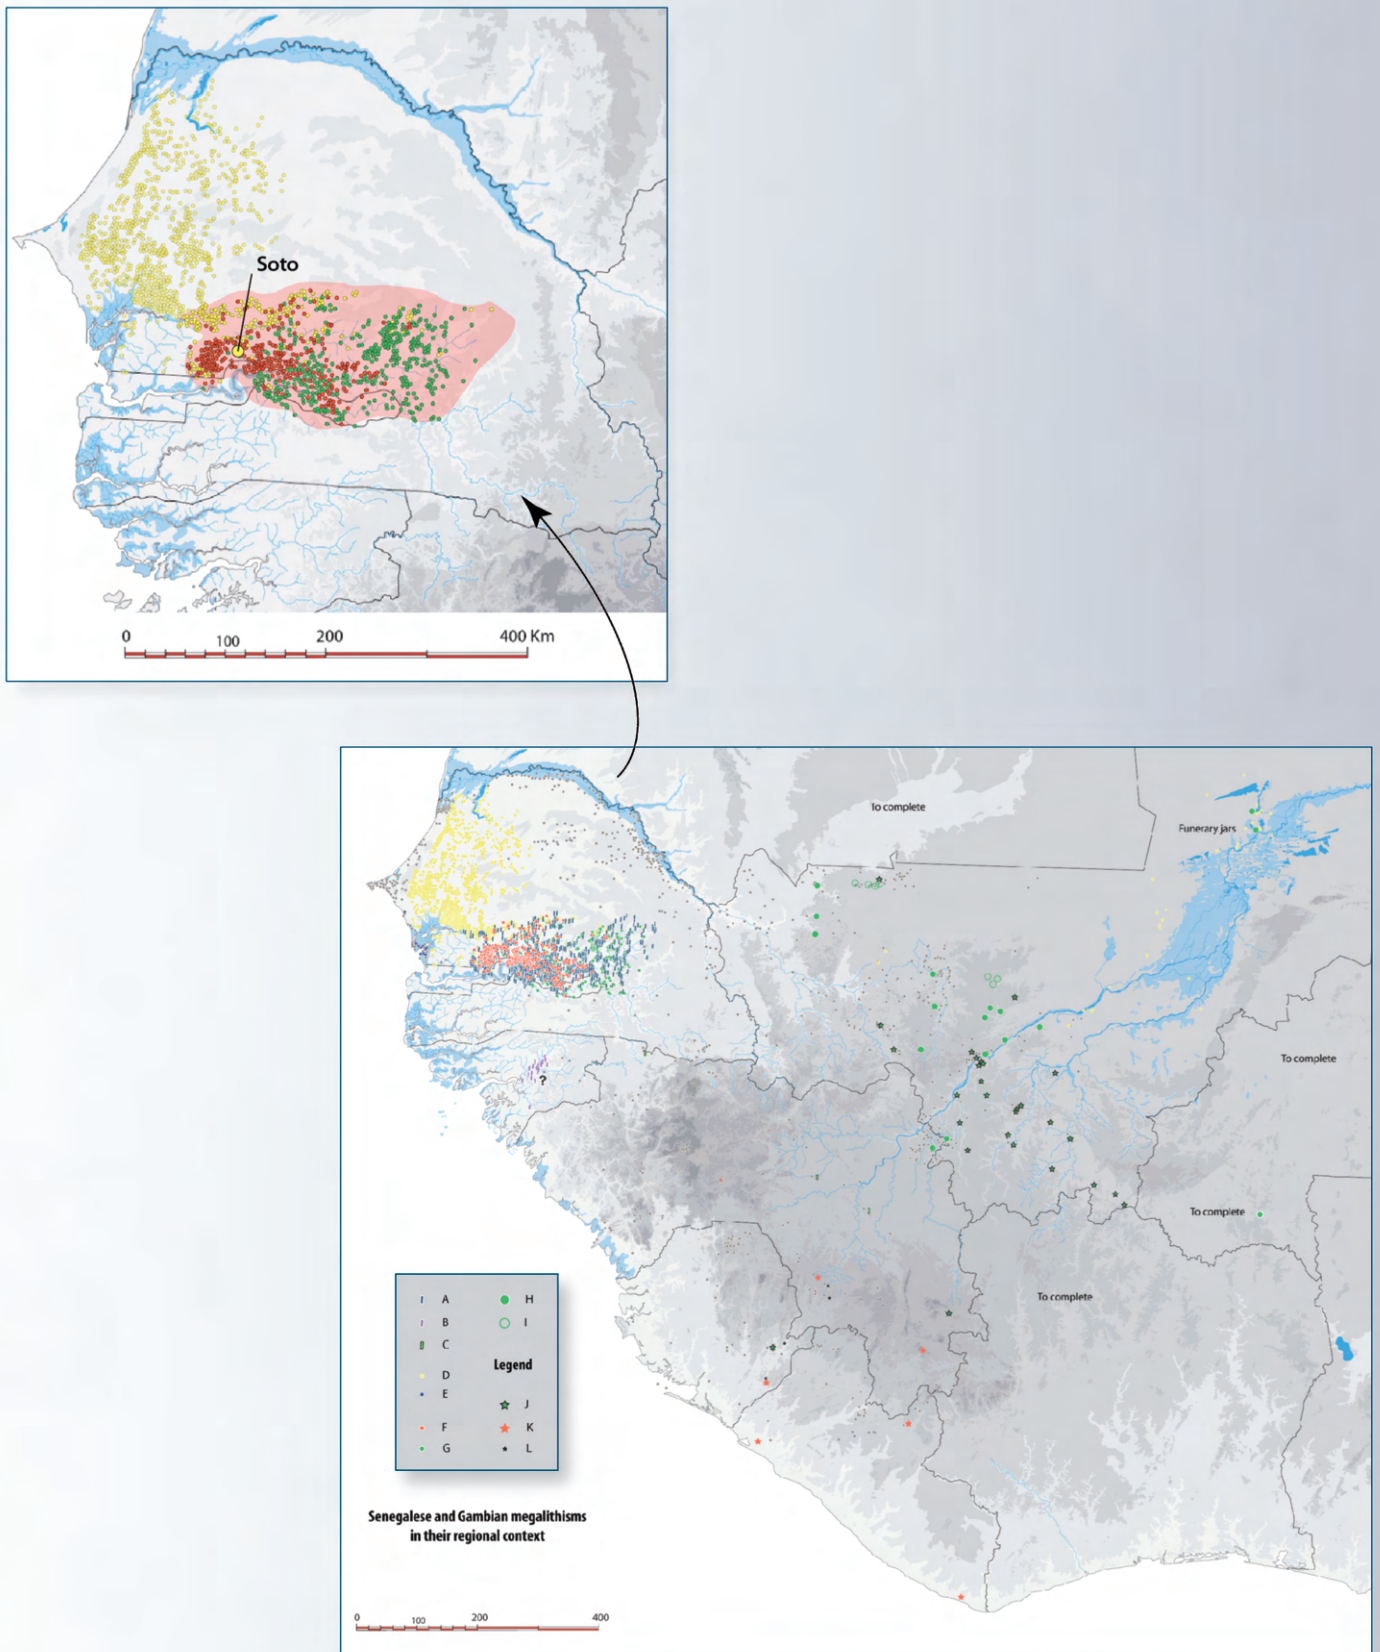 Soto
0 100 200 400 Km
To complete
Funerary jars
To complete
To complete
To complete
?
A H
B I
C
Legend
D
E
J
F K
G L
Senegalese and Gambian megalithisms
in their regional context
0 100 200 400